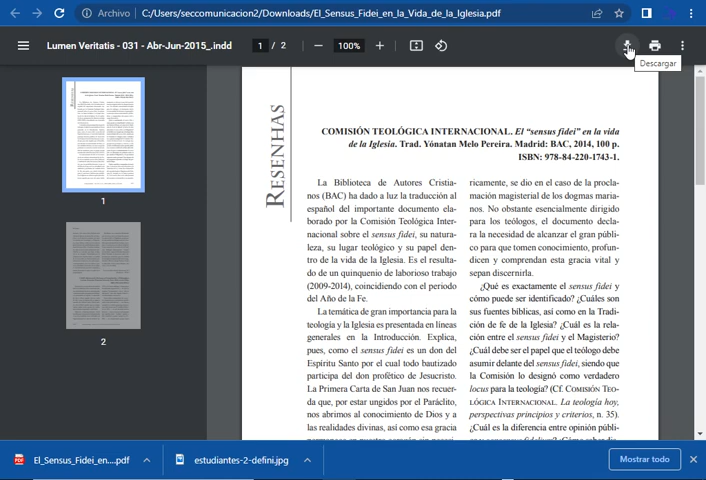 Archivo
C:/Users/seccomunicacion2/Downloads/El_Sensus_Fidei_en_la_Vida_de_la_Iglesia.pdf
Lumen Veritatis - 031 - Abr-Jun-2015_.indd
1 / 2
100%
Descargar
1
2
RESENHAS
COMISIÓN TEOLÓGICA INTERNACIONAL. El “sensus fidei” en la vida
de la Iglesia. Trad. Yónatan Melo Pereira. Madrid: BAC, 2014, 100 p.
ISBN: 978-84-220-1743-1.
La Biblioteca de Autores Cristia-
nos (BAC) ha dado a luz la traducción al
español del importante documento ela-
borado por la Comisión Teológica Inter-
nacional sobre el sensus fidei, su natura-
leza, su lugar teológico y su papel den-
tro de la vida de la Iglesia. Es el resulta-
do de un quinquenio de laborioso trabajo
(2009-2014), coincidiendo con el periodo
del Año de la Fe.
La temática de gran importancia para la
teología y la Iglesia es presentada en líneas
generales en la Introducción. Explica,
pues, como el sensus fidei es un don del
Espíritu Santo por el cual todo bautizado
participa del don profético de Jesucristo.
La Primera Carta de San Juan nos recuer-
da que, por estar ungidos por el Paráclito,
nos abrimos al conocimiento de Dios y a
las realidades divinas, así como esa gracia
ricamente, se dio en el caso de la procla-
mación magisterial de los dogmas maria-
nos. No obstante esencialmente dirigido
para los teólogos, el documento decla-
ra la necesidad de alcanzar el gran públi-
co para que tomen conocimiento, profun-
dicen y comprendan esta gracia vital y
sepan discernirla.
¿Qué es exactamente el sensus fidei y
cómo puede ser identificado? ¿Cuáles son
sus fuentes bíblicas, así como en la Tradi-
ción de fe de la Iglesia? ¿Cuál es la rela-
ción entre el sensus fidei y el Magisterio?
¿Cuál debe ser el papel que el teólogo debe
asumir delante del sensus fidei, siendo que
la Comisión lo designó como verdadero
locus para la teología? (Cf. COMISIÓN TEO-
LÓGICA INTERNACIONAL. La teología hoy,
perspectivas principios y criterios, n. 35).
¿Cuál es la diferencia entre opinión públi-
El_Sensus_Fidei_en....pdf
estudiantes-2-defini.jpg
Mostrar todo